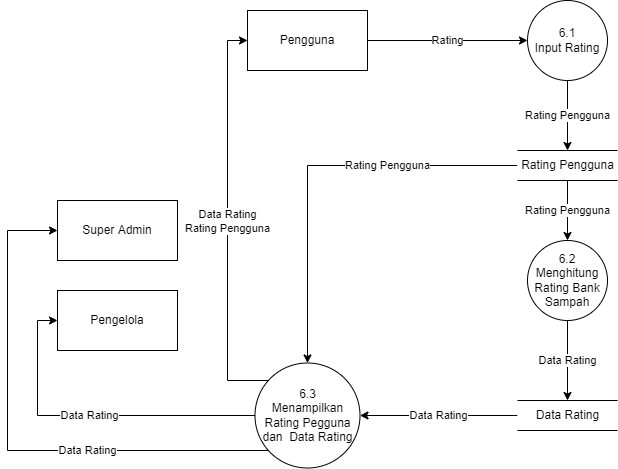 Pengguna
Rating
6.1
Input Rating
Rating Pengguna
Rating Pengguna
Rating Pengguna
Data Rating
Rating Pengguna
Rating Pengguna
Super Admin
6.2
Menghitung
Rating Bank
Sampah
Pengelola
Data Rating
6.3
Menampilkan
Rating Pegguna
dan Data Rating
Data Rating
Data Rating
Data Rating
Data Rating